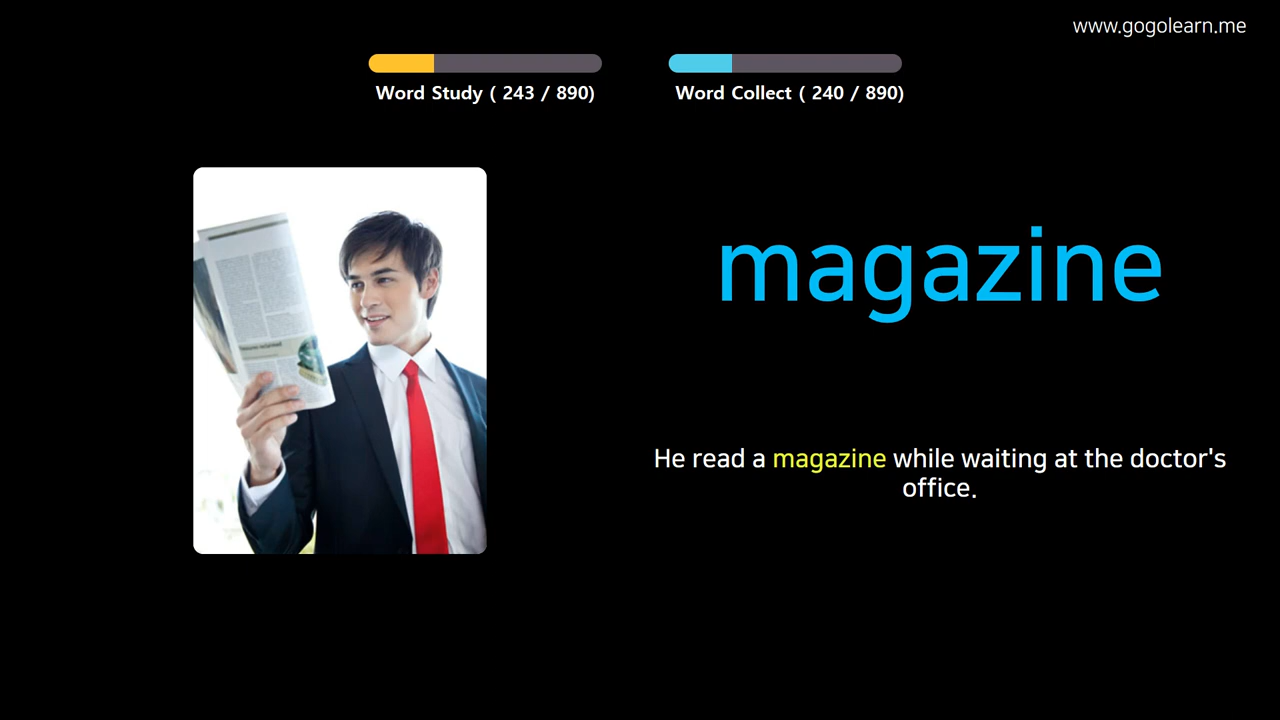 www.gogolearn.me
Word Study ( 243 / 890)
Word Collect ( 240 / 890)
magazine
He read a magazine while waiting at the doctor's
office.